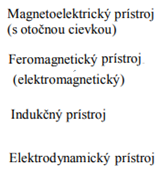 Magnetoelektrický prístroj
(s otočnou cievkou)
Feromagnetický prístroj
(elektromagnetický)
Indukčný prístroj
Elektrodynamický prístroj